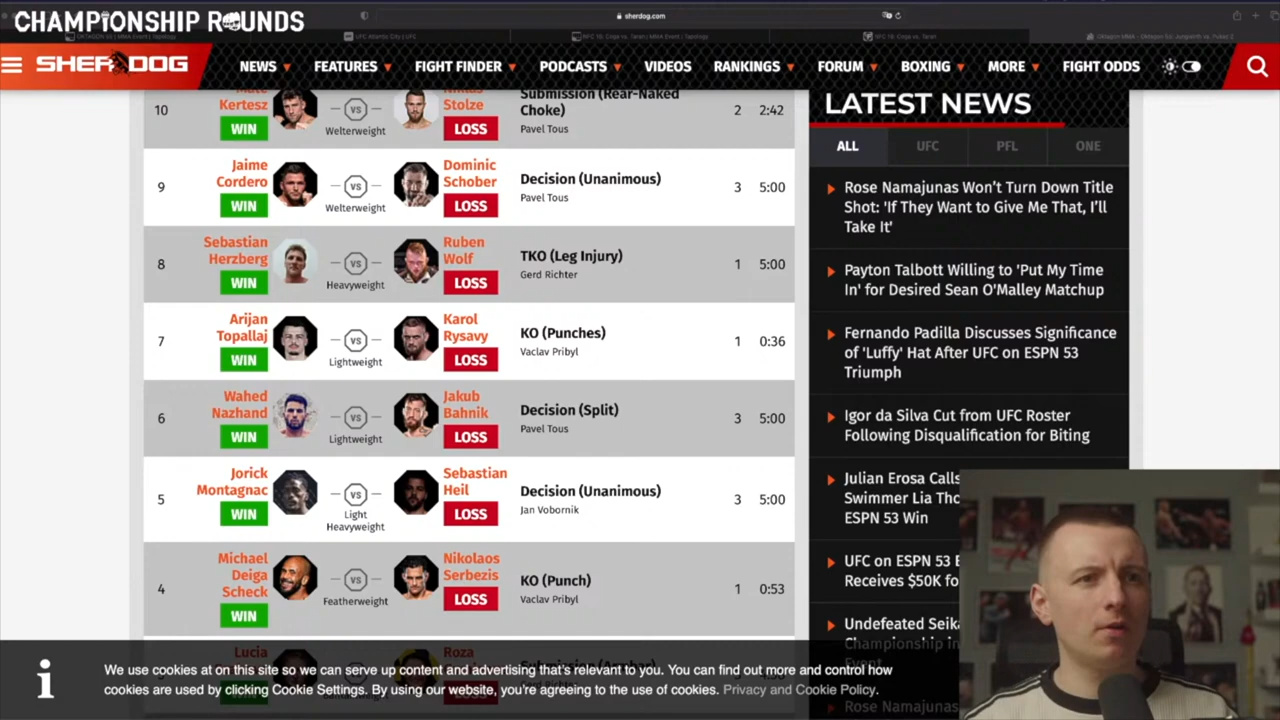 CHAMPIONSHIP ROUNDS
sherdog.com
SHERDOG
NEWS
FEATURES
FIGHT FINDER
PODCASTS
VIDEOS
RANKINGS
FORUM
BOXING
MORE
FIGHT ODDS
10
Kertesz
WIN
VS
Welterweight
Stolze
LOSS
Submission (Rear-Naked
Choke)
Pavel Tous
2
2:42
9
Jaime
Cordero
WIN
VS
Welterweight
Dominic
Schober
LOSS
Decision (Unanimous)
Pavel Tous
3
5:00
8
Sebastian
Herzberg
WIN
VS
Heavyweight
Ruben
Wolf
LOSS
TKO (Leg Injury)
Gerd Richter
1
5:00
7
Arijan
Topallaj
WIN
VS
Lightweight
Karol
Rysavy
LOSS
KO (Punches)
Vaclav Pribyl
1
0:36
6
Wahed
Nazhand
WIN
VS
Lightweight
Jakub
Bahnik
LOSS
Decision (Split)
Pavel Tous
3
5:00
5
Jorick
Montagnac
WIN
VS
Light
Heavyweight
Sebastian
Heil
LOSS
Decision (Unanimous)
Jan Vobornik
3
5:00
4
Michael
Deiga
Scheck
WIN
VS
Featherweight
Nikolaos
Serbezis
LOSS
KO (Punch)
Vaclav Pribyl
1
0:53
Lucia
Roza
LATEST NEWS
ALL
UFC
PFL
ONE
Rose Namajunas Won't Turn Down Title
Shot: 'If They Want to Give Me That, I'll
Take It'
Payton Talbott Willing to 'Put My Time
In' for Desired Sean O'Malley Matchup
Fernando Padilla Discusses Significance
of 'Luffy' Hat After UFC on ESPN 53
Triumph
Igor da Silva Cut from UFC Roster
Following Disqualification for Biting
Julian Erosa Calls
Swimmer Lia Tho
ESPN 53 Win
UFC on ESPN 53 
Receives $50K fo
Undefeated Seika
Championship in
Event
Rose Namajunas
i
We use cookies at on this site so we can serve up content and advertising that's relevant to you. You can find out more and control how
cookies are used by clicking Cookie Settings. By using our website, you're agreeing to the use of cookies. Privacy and Cookie Policy.